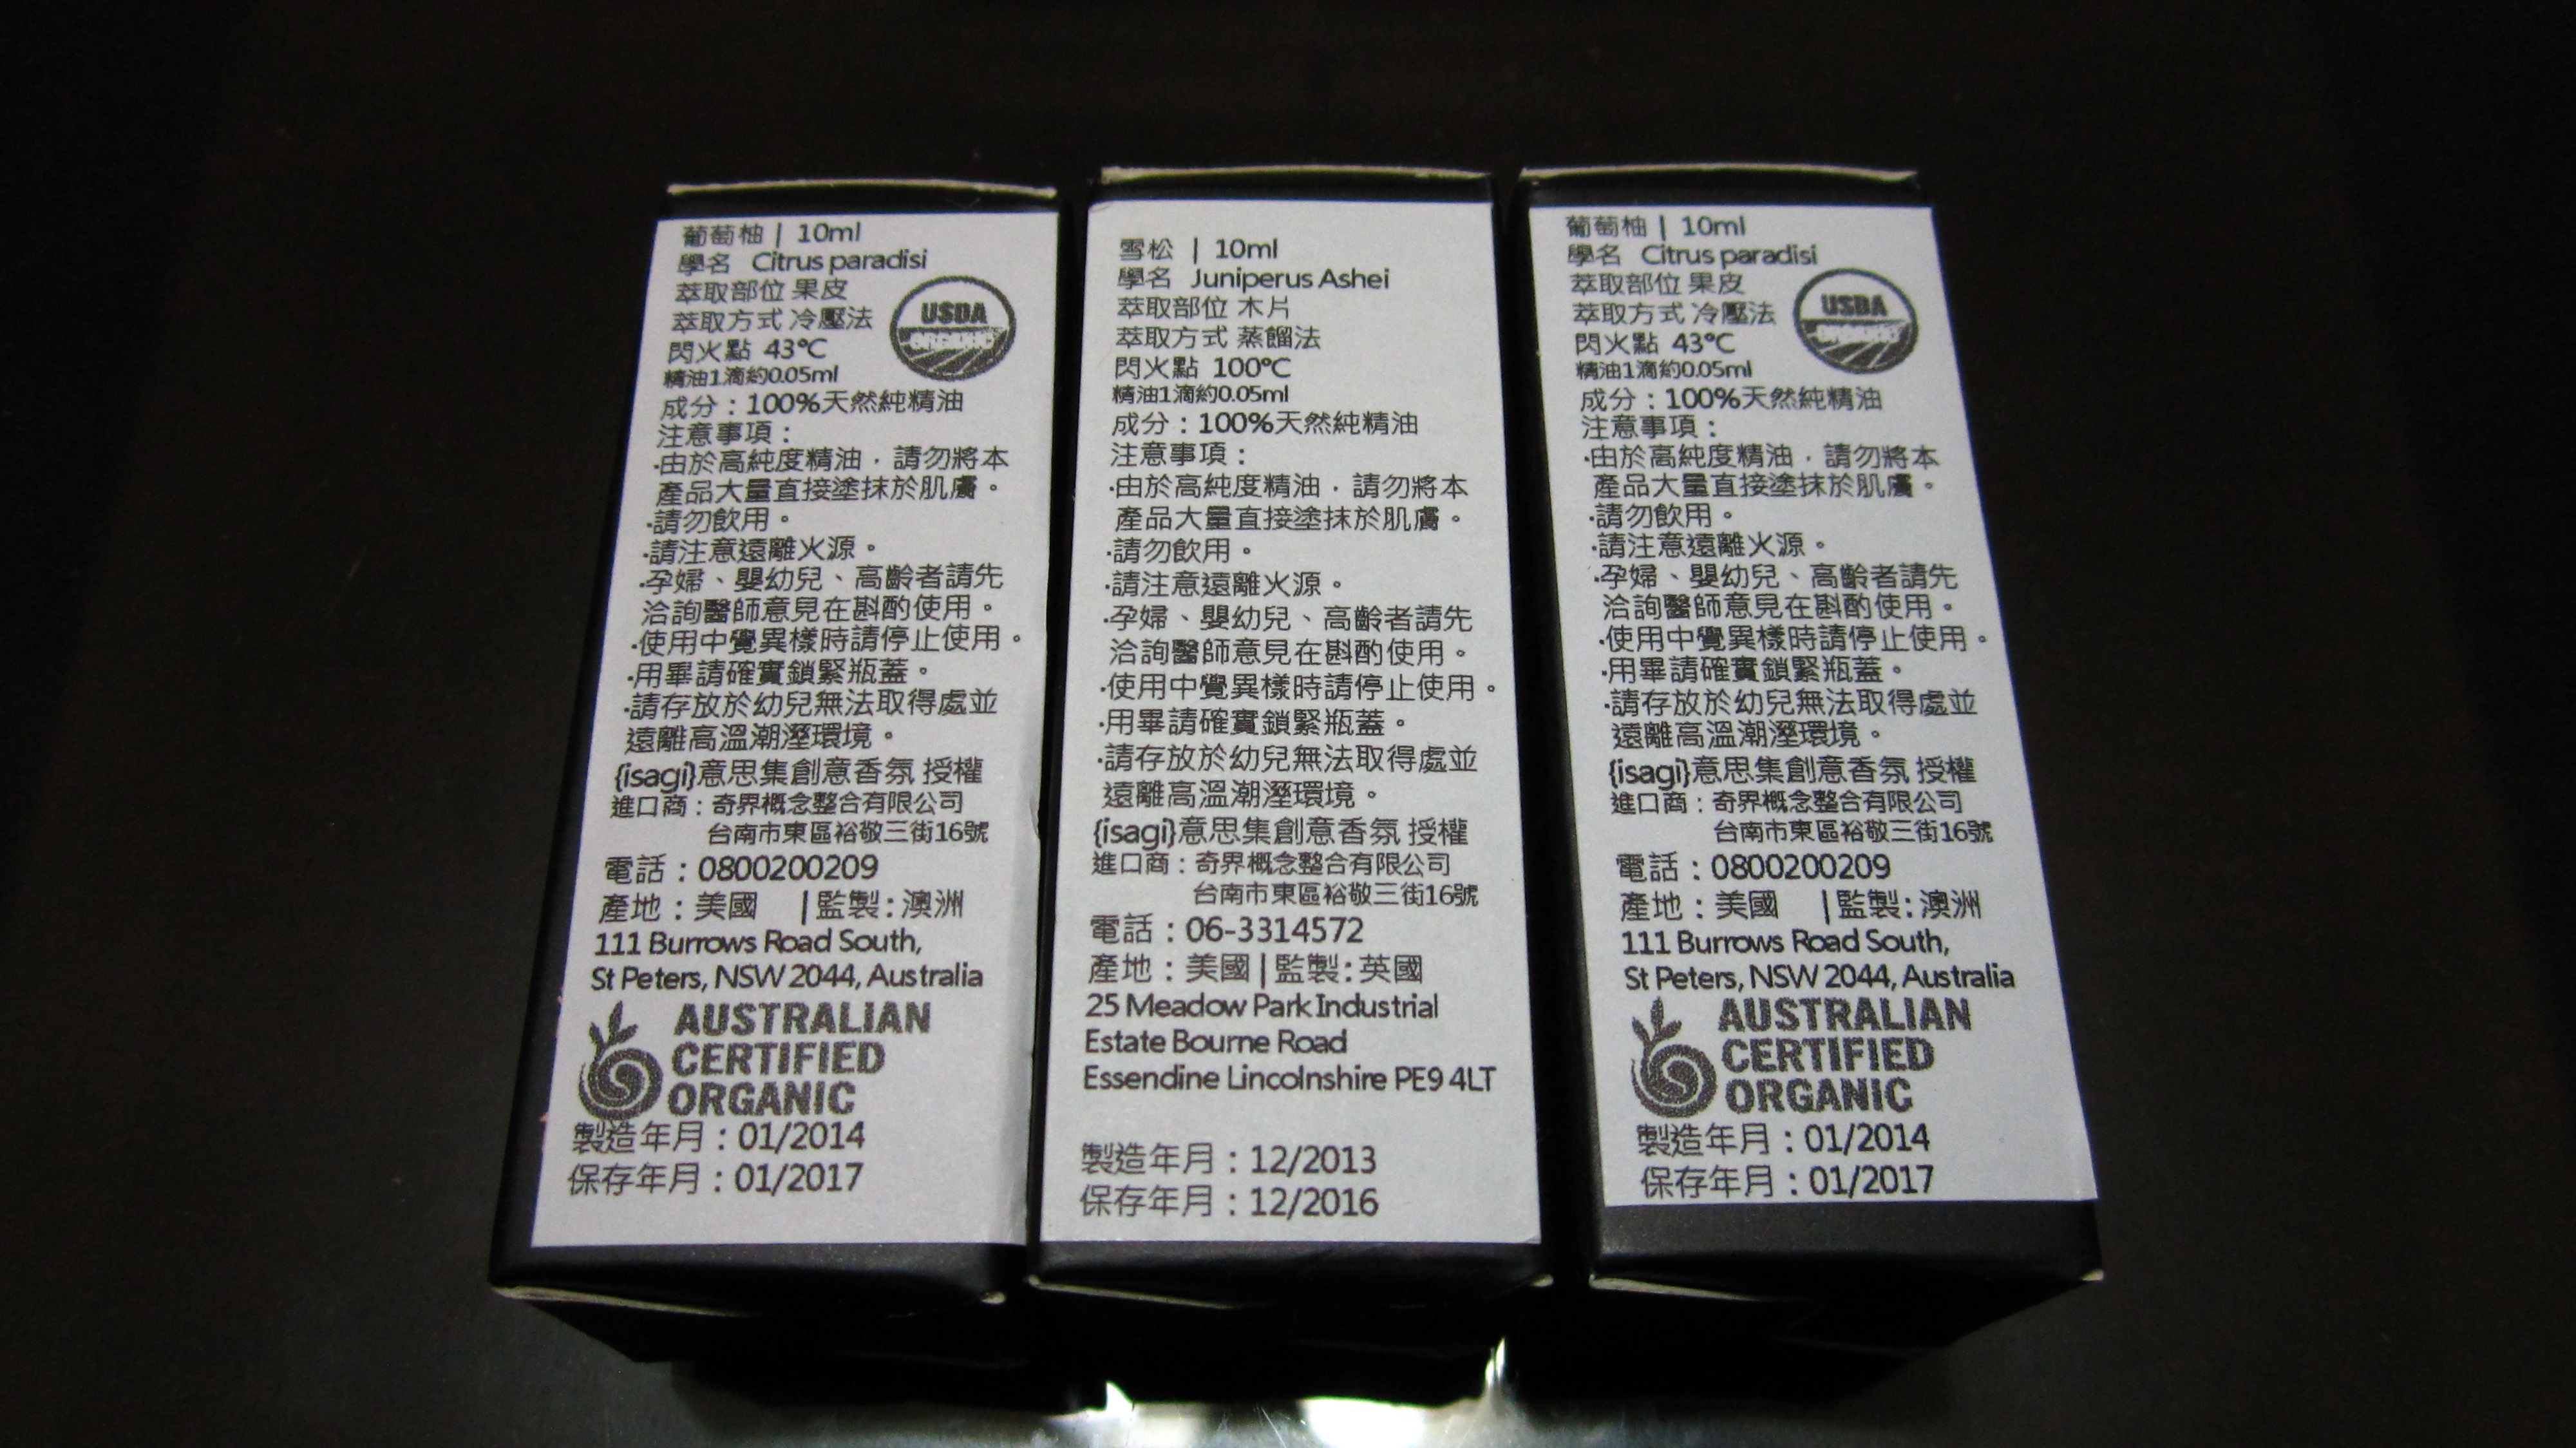 葡萄柚 | 10ml
學名 Citrus paradisi
萃取部位 果皮
萃取方式 冷壓法
閃火點 43°C
精油1滴約0.05ml
USDA
ORGANIC
成分：100%天然純精油
注意事項：
·由於高純度精油，請勿將本
產品大量直接塗抹於肌膚。
·請勿飲用。
·請注意遠離火源。
·孕婦、嬰幼兒、高齡者請先
洽詢醫師意見在斟酌使用。
·使用中覺異樣時請停止使用。
·用畢請確實鎖緊瓶蓋。
·請存放於幼兒無法取得處並
遠離高溫潮溼環境。
{isagi}意思集創意香氛 授權
進口商：奇界概念整合有限公司
台南市東區裕敬三街16號
電話：0800200209
產地：美國 |監製:澳洲
111 Burrows Road South,
St Peters, NSW 2044, Australia
AUSTRALIAN
CERTIFIED
ORGANIC
製造年月：01/2014
保存年月：01/2017
雪松 | 10ml
學名 Juniperus Ashei
萃取部位 木片
萃取方式 蒸餾法
閃火點 100°C
精油1滴約0.05ml
成分：100%天然純精油
注意事項：
·由於高純度精油，請勿將本
產品大量直接塗抹於肌膚。
·請勿飲用。
·請注意遠離火源。
·孕婦、嬰幼兒、高齡者請先
洽詢醫師意見在斟酌使用。
·使用中覺異樣時請停止使用。
·用畢請確實鎖緊瓶蓋。
·請存放於幼兒無法取得處並
遠離高溫潮溼環境。
{isagi}意思集創意香氛 授權
進口商：奇界概念整合有限公司
台南市東區裕敬三街16號
電話：06-3314572
產地：美國|監製:英國
25 Meadow Park Industrial
Estate Bourne Road
Essendine Lincolnshire PE9 4LT
製造年月：12/2013
保存年月：12/2016
葡萄柚 | 10ml
學名 Citrus paradisi
萃取部位 果皮
萃取方式 冷壓法
閃火點 43°C
精油1滴約0.05ml
USDA
成分：100%天然純精油
注意事項：
·由於高純度精油，請勿將本
產品大量直接塗抹於肌膚。
·請勿飲用。
·請注意遠離火源。
·孕婦、嬰幼兒、高齡者請先
洽詢醫師意見在斟酌使用。
·使用中覺異樣時請停止使用。
·用畢請確實鎖緊瓶蓋。
·請存放於幼兒無法取得處並
遠離高溫潮溼環境。
{isagi}意思集創意香氛 授權
進口商：奇界概念整合有限公司
台南市東區裕敬三街16號
電話：0800200209
產地：美國 |監製:澳洲
111 Burrows Road South,
St Peters, NSW 2044, Australia
AUSTRALIAN
CERTIFIED
ORGANIC
製造年月：01/2014
保存年月：01/2017